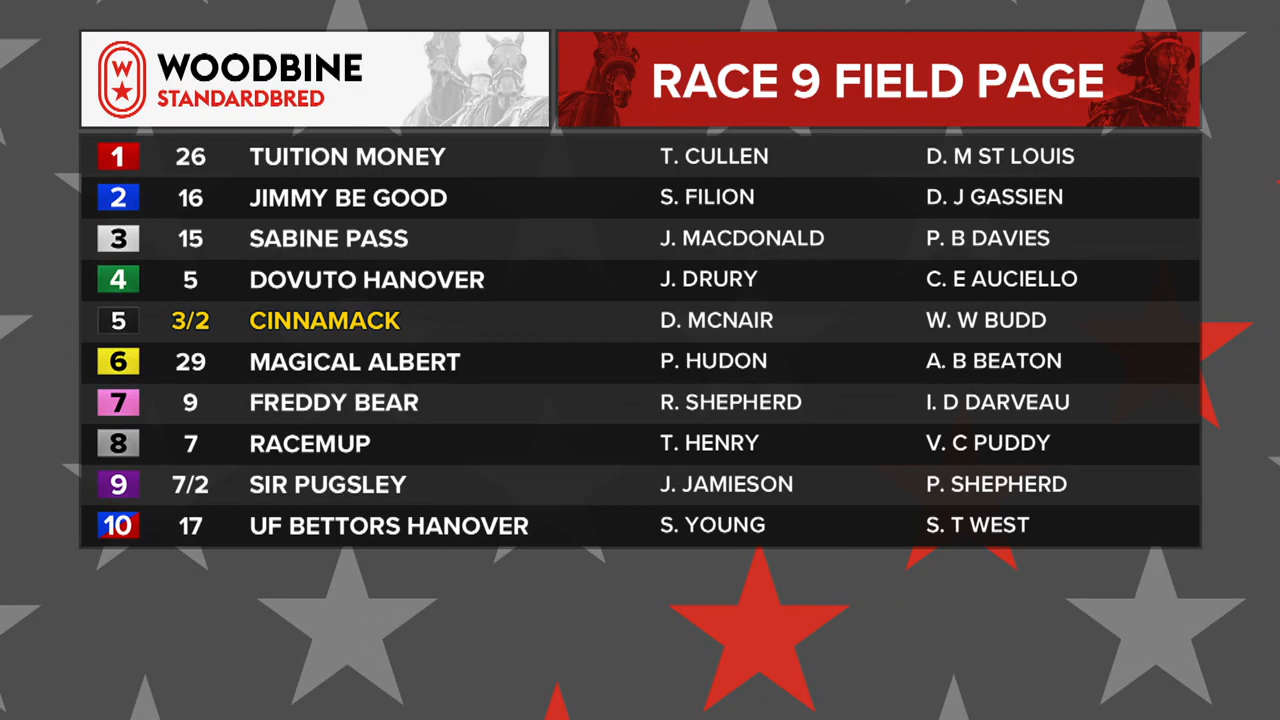 W
WOODBINE
STANDARDBRED
RACE 9 FIELD PAGE
1 26 TUITION MONEY T. CULLEN D. M ST LOUIS
2 16 JIMMY BE GOOD S. FILION D. J GASSIEN
3 15 SABINE PASS J. MACDONALD P. B DAVIES
4 5 DOVUTO HANOVER J. DRURY C. E AUCIELLO
5 3/2 CINNAMACK D. MCNAIR W. W BUDD
6 29 MAGICAL ALBERT P. HUDON A. B BEATON
7 9 FREDDY BEAR R. SHEPHERD I. D DARVEAU
8 7 RACEMUP T. HENRY V. C PUDDY
9 7/2 SIR PUGSLEY J. JAMIESON P. SHEPHERD
10 17 UF BETTORS HANOVER S. YOUNG S. T WEST